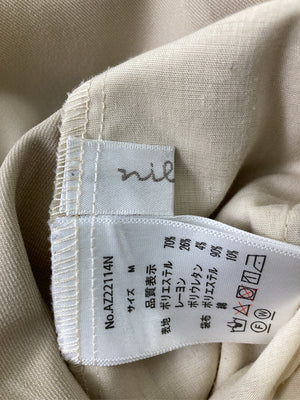 nil
No.AZ22114N
サイズ M
品質表示
表地 ポリエステル 70%
レーヨン 26%
ポリウレタン 4%
袋布 ポリエステル 90%
綿 10%